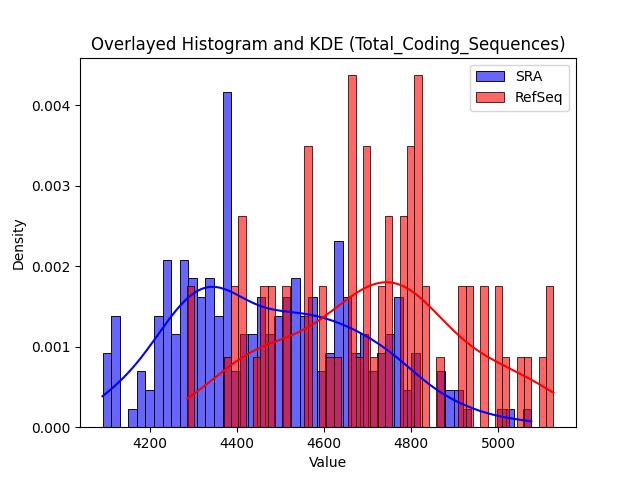 Overlayed Histogram and KDE (Total_Coding_Sequences)
SRA
RefSeq
0.004
0.003
0.002
0.001
0.000
Density
4200 4400 4600 4800 5000
Value